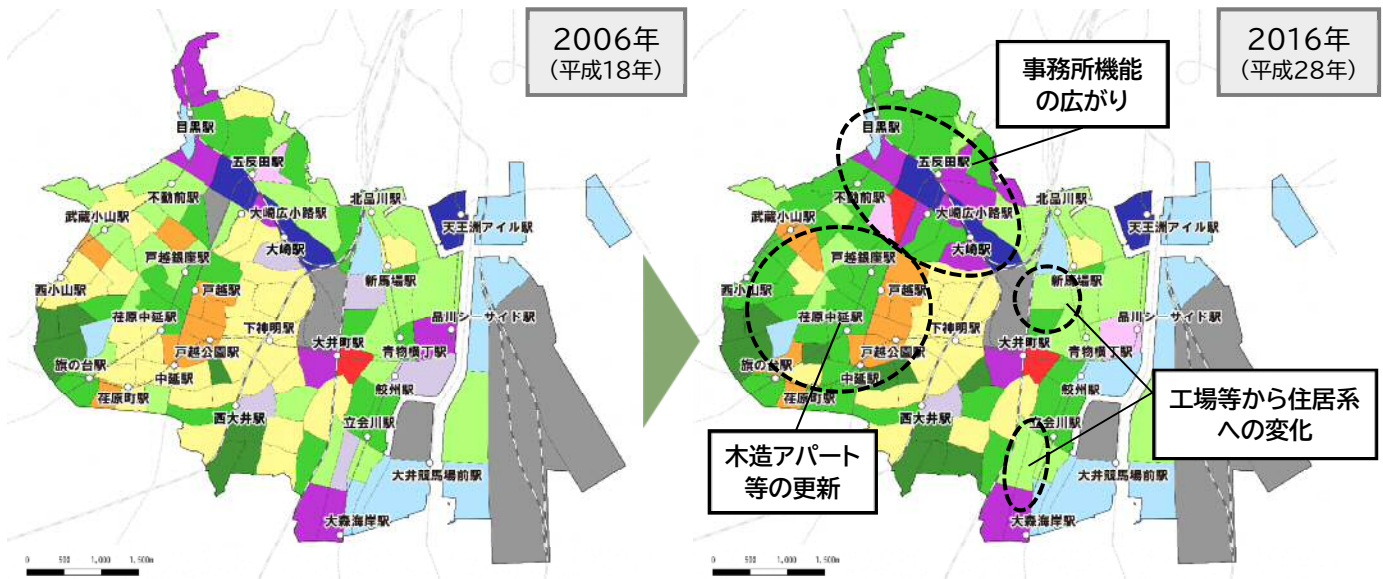 2006年
（平成18年）
目黒駅
五反田駅
不動前駅
武蔵小山駅
大崎広小路駅
北品川駅
天王洲アイル駅
大崎駅
戸越銀座駅
新馬場駅
西小山駅
戸越駅
荏原中延駅
下神明駅
品川シーサイド駅
大井町駅
青物横丁駅
戸越公園駅
旗の台駅
中延駅
鮫洲駅
荏原町駅
西大井駅
立会川駅
大井競馬場前駅
大森海岸駅
0 500 1,000 1,500m
2016年
（平成28年）
事務所機能
の広がり
目黒駅
五反田駅
不動前駅
武蔵小山駅
大崎広小路駅
北品川駅
天王洲アイル駅
大崎駅
戸越銀座駅
新馬場駅
西小山駅
戸越駅
荏原中延駅
下神明駅
品川シーサイド駅
大井町駅
青物横丁駅
戸越公園駅
旗の台駅
中延駅
鮫洲駅
荏原町駅
西大井駅
立会川駅
工場等から住居系
への変化
木造アパート
等の更新
大井競馬場前駅
大森海岸駅
0 500 1,000 1,500m